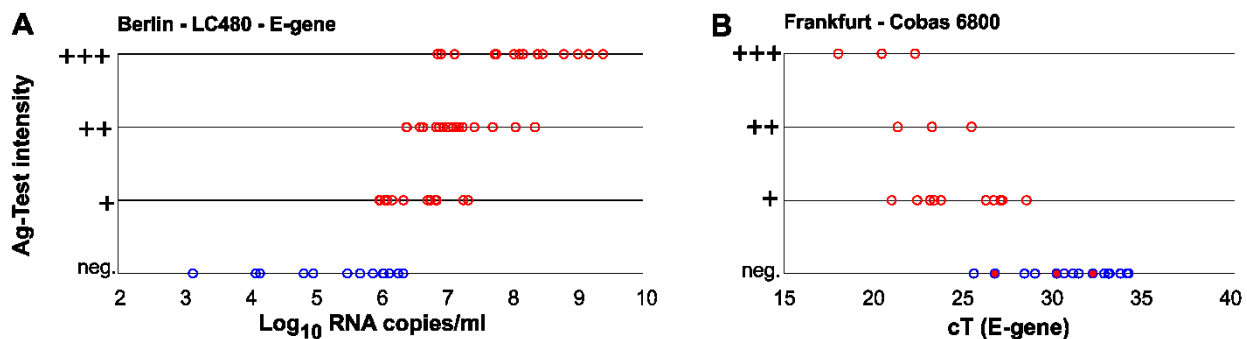 A Berlin - LC480 - E-gene
Ag-Test intensity
+++
++
+
neg.
2 3 4 5 6 7 8 9 10
Log10 RNA copies/ml
B Frankfurt - Cobas 6800
+++
++
+
neg.
15 20 25 30 35 40
cT (E-gene)